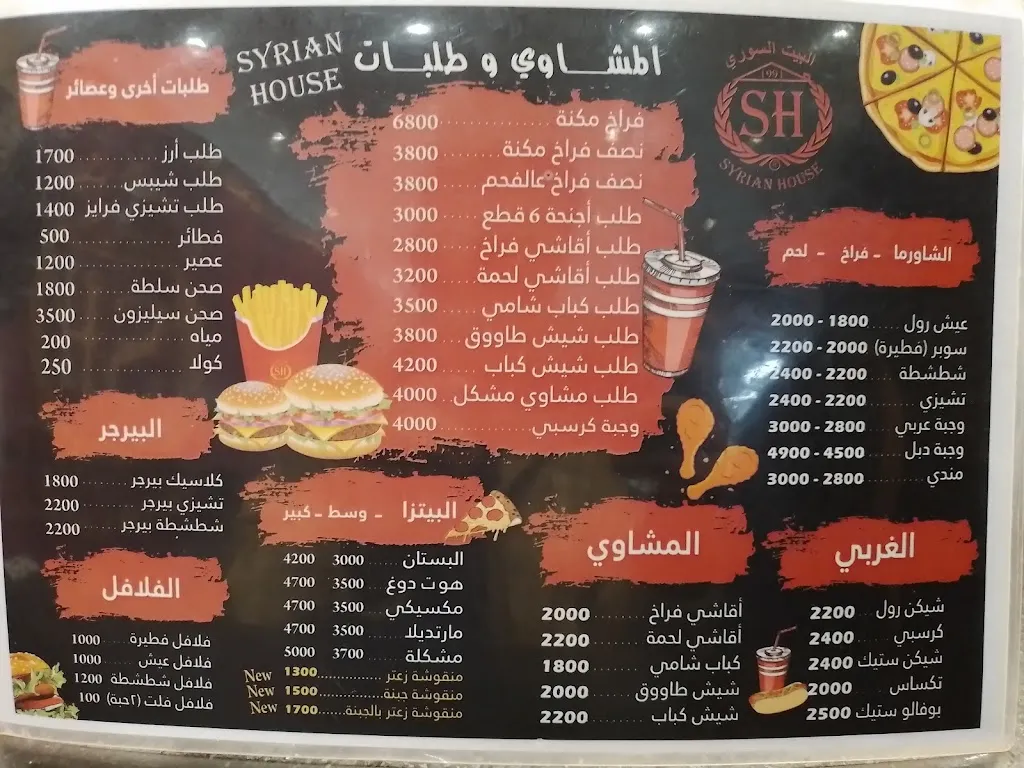 SYRIAN HOUSE
المشاوي و طلبات
البيت السوري
99
SH
SYRIAN HOUSE
الشاورما - فراخ - لحم
عيش رول ..... 1800 - 2000
سوبر (فطيرة) 2000 - 2200
شطشطة .... 2200 - 2400
تشيزي ........ 2200 - 2400
وجبة عربي ... 2800 - 3000
وجبة دبل ..... 4500 - 4900
مندي ......... 2800 - 3000
فراخ مكنة ............ 6800
نصف فراخ مكنة ........ 3800
نصف فراخ عالفحم ..... 3800
طلب أجنحة 6 قطع ..... 3000
طلب أقاشي فراخ ..... 2800
طلب أقاشي لحمة ..... 3200
طلب كباب شامي ..... 3500
طلب شيش طاووق .... 3800
طلب شيش كباب ...... 4200
طلب مشاوي مشكل .. 4000
وجبة كرسبي .......... 4000
طلبات أخرى وعصائر
طلب أرز ........... 1700
طلب شيبس ........ 1200
طلب تشيزي فرايز 1400
فطائر .............. 500
عصير ............. 1200
صحن سلطة ........ 1800
صحن سيليزون ..... 3500
مياه .............. 200
كولا .............. 250
SH
البيرجر
كلاسيك بيرجر ..... 1800
تشيزي بيرجر ...... 2200
شطشطة بيرجر .... 2200
الفلافل
فلافل فطيرة ...... 1000
فلافل عيش ....... 1000
فلافل شطشطة ... 1200
فلافل فلت (٢حبة) 100
البيتزا - وسط - كبير
البستان ...... 3000 4200
هوت دوغ .... 3500 4700
مكسيكي .... 3500 4700
مارتديلا ..... 3500 4700
مشكلة ...... 3700 5000
منقوشة زعتر ............... 1300 New
منقوشة جبنة ............... 1500 New
منقوشة زعتر بالجبنة ...... 1700 New
المشاوي
أقاشي فراخ ....... 2000
أقاشي لحمة ....... 2200
كباب شامي ....... 1800
شيش طاووق ..... 2000
شيش كباب ........ 2200
الغربي
شيكن رول ..... 2200
كرسبي ......... 2400
شيكن ستيك 2400
تكساس ........ 2000
بوفالو ستيك 2500